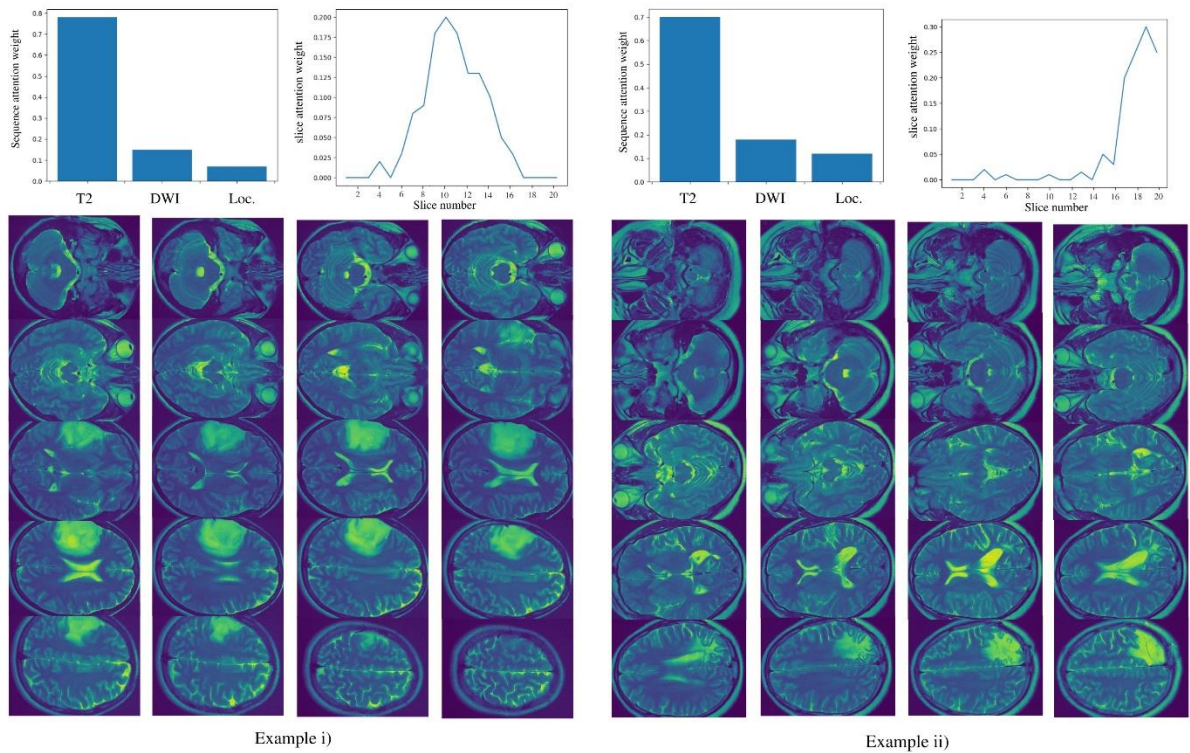 Sequence attention weight
0.8
0.7
0.6
0.5
0.4
0.3
0.2
0.1
0.0
T2 DWI Loc.
slice attention weight
0.200
0.175
0.150
0.125
0.100
0.075
0.050
0.025
0.000
2 4 6 8 10 12 14 16 18 20
Slice number
Sequence attention weight
0.7
0.6
0.5
0.4
0.3
0.2
0.1
0.0
T2 DWI Loc.
slice attention weight
0.30
0.25
0.20
0.15
0.10
0.05
0.00
2 4 6 8 10 12 14 16 18 20
Slice number
Example i)
Example ii)